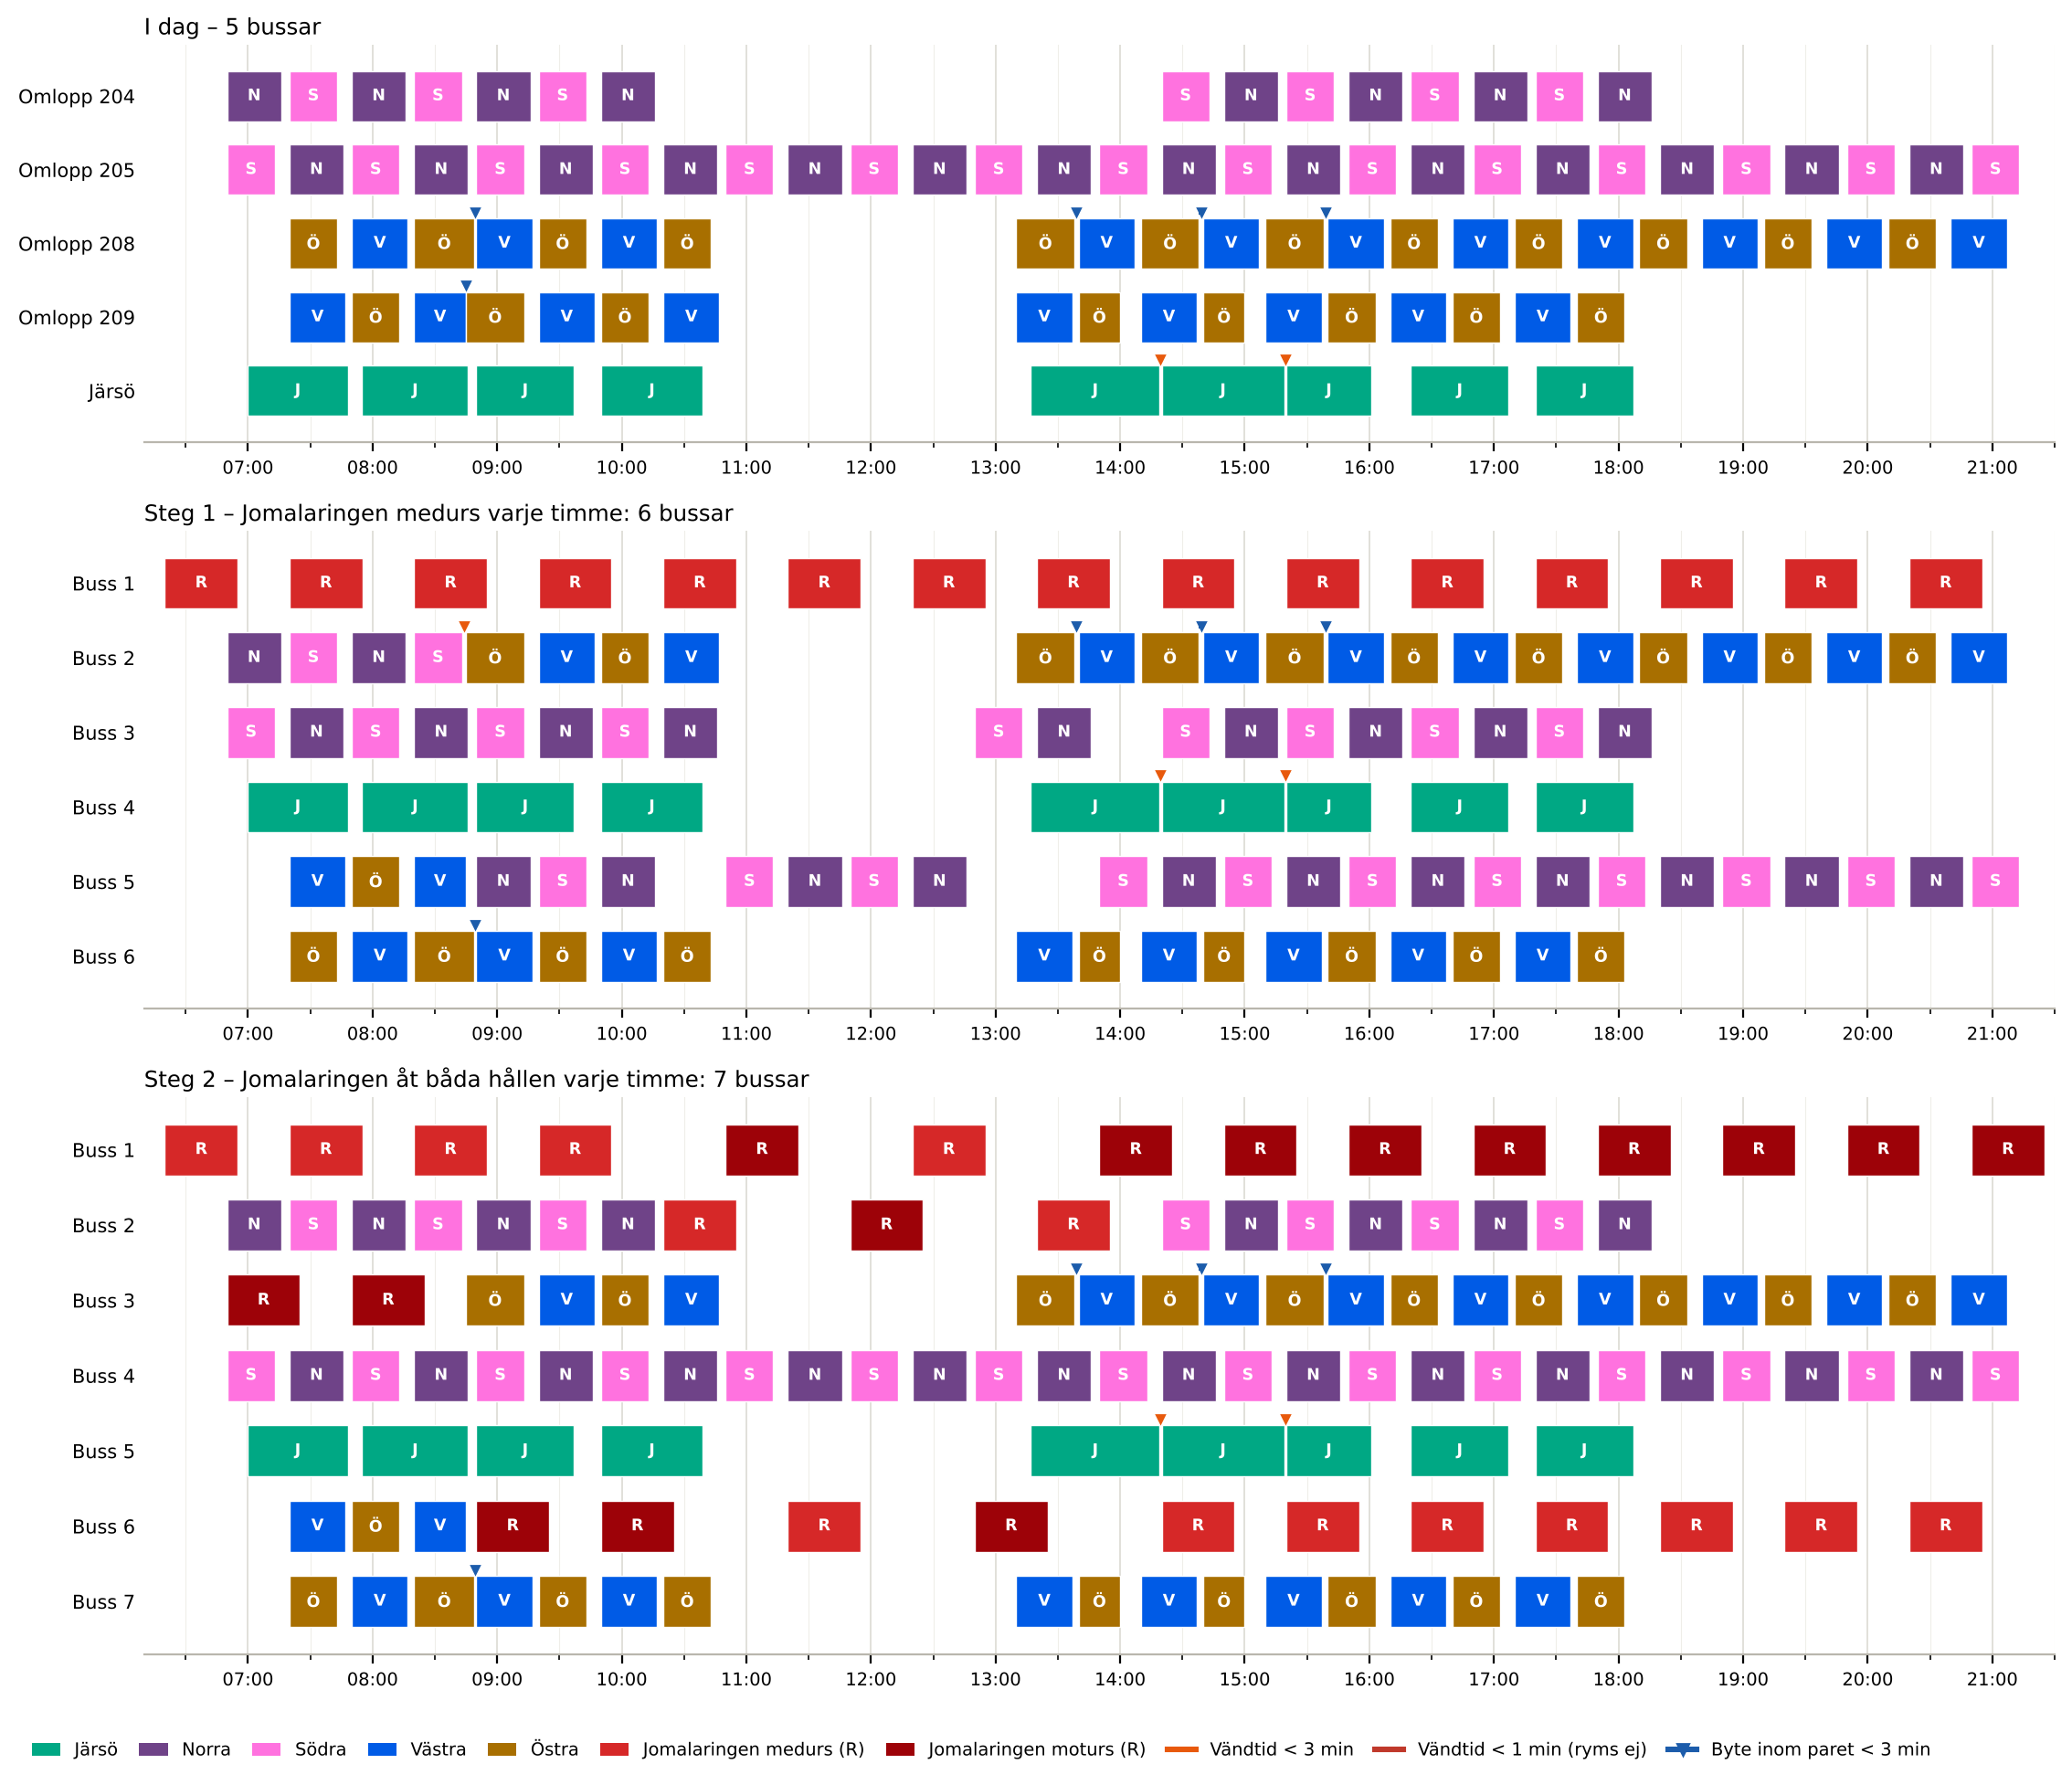 I dag – 5 bussar
Omlopp 204 N S N S N S N S N S N S N S N
Omlopp 205 S N S N S N S N S N S N S N S N S N S N S N S N S N S N S
Omlopp 208 Ö V Ö V Ö V Ö Ö V Ö V Ö V Ö V Ö V Ö V Ö V Ö V
Omlopp 209 V Ö V Ö V Ö V V Ö V Ö V Ö V Ö V Ö
Järsö J J J J J J J J J
07:00 08:00 09:00 10:00 11:00 12:00 13:00 14:00 15:00 16:00 17:00 18:00 19:00 20:00 21:00
Steg 1 – Jomalaringen medurs varje timme: 6 bussar
Buss 1 R R R R R R R R R R R R R R R
Buss 2 N S N S Ö V Ö V Ö V Ö V Ö V Ö V Ö V Ö V Ö V Ö V
Buss 3 S N S N S N S N S N S N S N S N S N
Buss 4 J J J J J J J J J
Buss 5 V Ö V N S N S N S N S N S N S N S N S N S N S N S
Buss 6 Ö V Ö V Ö V Ö V Ö V Ö V Ö V Ö V Ö
07:00 08:00 09:00 10:00 11:00 12:00 13:00 14:00 15:00 16:00 17:00 18:00 19:00 20:00 21:00
Steg 2 – Jomalaringen åt båda hållen varje timme: 7 bussar
Buss 1 R R R R R R R R R R R R R R
Buss 2 N S N S N S N R R R S N S N S N S N
Buss 3 R R Ö V Ö V Ö V Ö V Ö V Ö V Ö V Ö V Ö V Ö V
Buss 4 S N S N S N S N S N S N S N S N S N S N S N S N S N S N S
Buss 5 J J J J J J J J J
Buss 6 V Ö V R R R R R R R R R R R
Buss 7 Ö V Ö V Ö V Ö V Ö V Ö V Ö V Ö V Ö
07:00 08:00 09:00 10:00 11:00 12:00 13:00 14:00 15:00 16:00 17:00 18:00 19:00 20:00 21:00
Järsö Norra Södra Västra Östra Jomalaringen medurs (R) Jomalaringen moturs (R) Vändtid < 3 min Vändtid < 1 min (ryms ej) Byte inom paret < 3 min